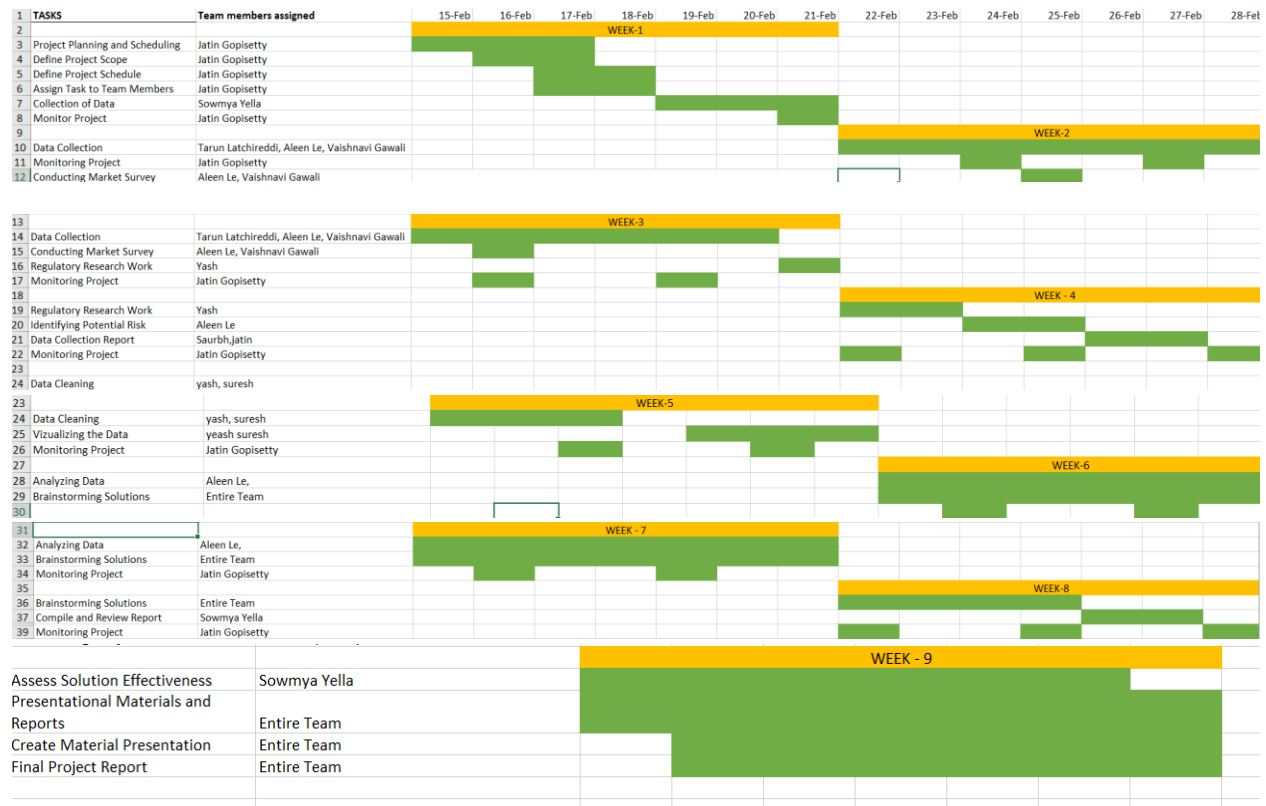 1 TASKS Team members assigned 15-Feb 16-Feb 17-Feb 18-Feb 19-Feb 20-Feb 21-Feb 22-Feb 23-Feb 24-Feb 25-Feb 26-Feb 27-Feb 28-Feb
2 WEEK-1
3 Project Planning and Scheduling Jatin Gopisetty
4 Define Project Scope Jatin Gopisetty
5 Define Project Schedule Jatin Gopisetty
6 Assign Task to Team Members Jatin Gopisetty
7 Collection of Data Sowmya Yella
8 Monitor Project Jatin Gopisetty
9 WEEK-2
10 Data Collection Tarun Latchireddi, Aleen Le, Vaishnavi Gawali
11 Monitoring Project Jatin Gopisetty
12 Conducting Market Survey Aleen Le, Vaishnavi Gawali
13 WEEK-3
14 Data Collection Tarun Latchireddi, Aleen Le, Vaishnavi Gawali
15 Conducting Market Survey Aleen Le, Vaishnavi Gawali
16 Regulatory Research Work Yash
17 Monitoring Project Jatin Gopisetty
18 WEEK - 4
19 Regulatory Research Work Yash
20 Identifying Potential Risk Aleen Le
21 Data Collection Report Saurbh,jatin
22 Monitoring Project Jatin Gopisetty
23
24 Data Cleaning yash, suresh
23 WEEK-5
24 Data Cleaning yash, suresh
25 Vizualizing the Data yeash suresh
26 Monitoring Project Jatin Gopisetty
27 WEEK-6
28 Analyzing Data Aleen Le,
29 Brainstorming Solutions Entire Team
30
31 WEEK - 7
32 Analyzing Data Aleen Le,
33 Brainstorming Solutions Entire Team
34 Monitoring Project Jatin Gopisetty
35 WEEK-8
36 Brainstorming Solutions Entire Team
37 Compile and Review Report Sowmya Yella
39 Monitoring Project Jatin Gopisetty
WEEK - 9
Assess Solution Effectiveness Sowmya Yella
Presentational Materials and
Reports Entire Team
Create Material Presentation Entire Team
Final Project Report Entire Team